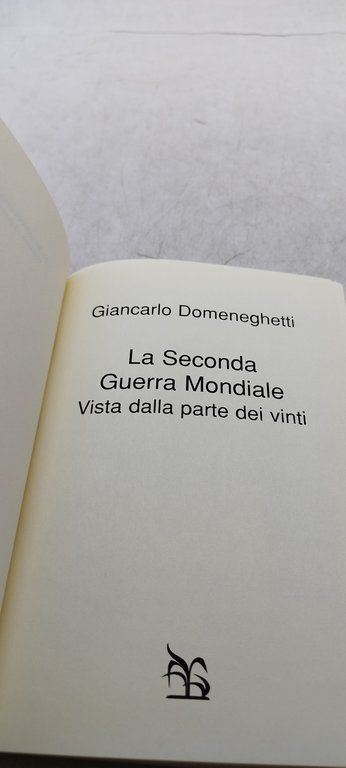 Giancarlo Domeneghetti
La Seconda
Guerra Mondiale
Vista dalla parte dei vinti